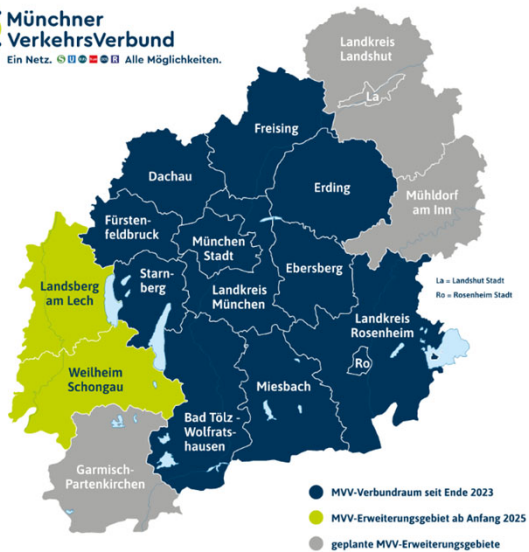 Münchner
VerkehrsVerbund
Ein Netz. S U R Alle Möglichkeiten.
Landkreis
Landshut
La
Freising
Dachau
Erding
Mühldorf
am Inn
Fürsten-
feldbruck
München
Stadt
Ebersberg
Landsberg
am Lech
Starn-
berg
Landkreis
München
La = Landshut Stadt
Ro = Rosenheim Stadt
Landkreis
Rosenheim
Ro
Weilheim
Schongau
Miesbach
Bad Tölz -
Wolfrats-
hausen
Garmisch-
Partenkirchen
MVV-Verbundraum seit Ende 2023
MVV-Erweiterungsgebiet ab Anfang 2025
geplante MVV-Erweiterungsgebiete